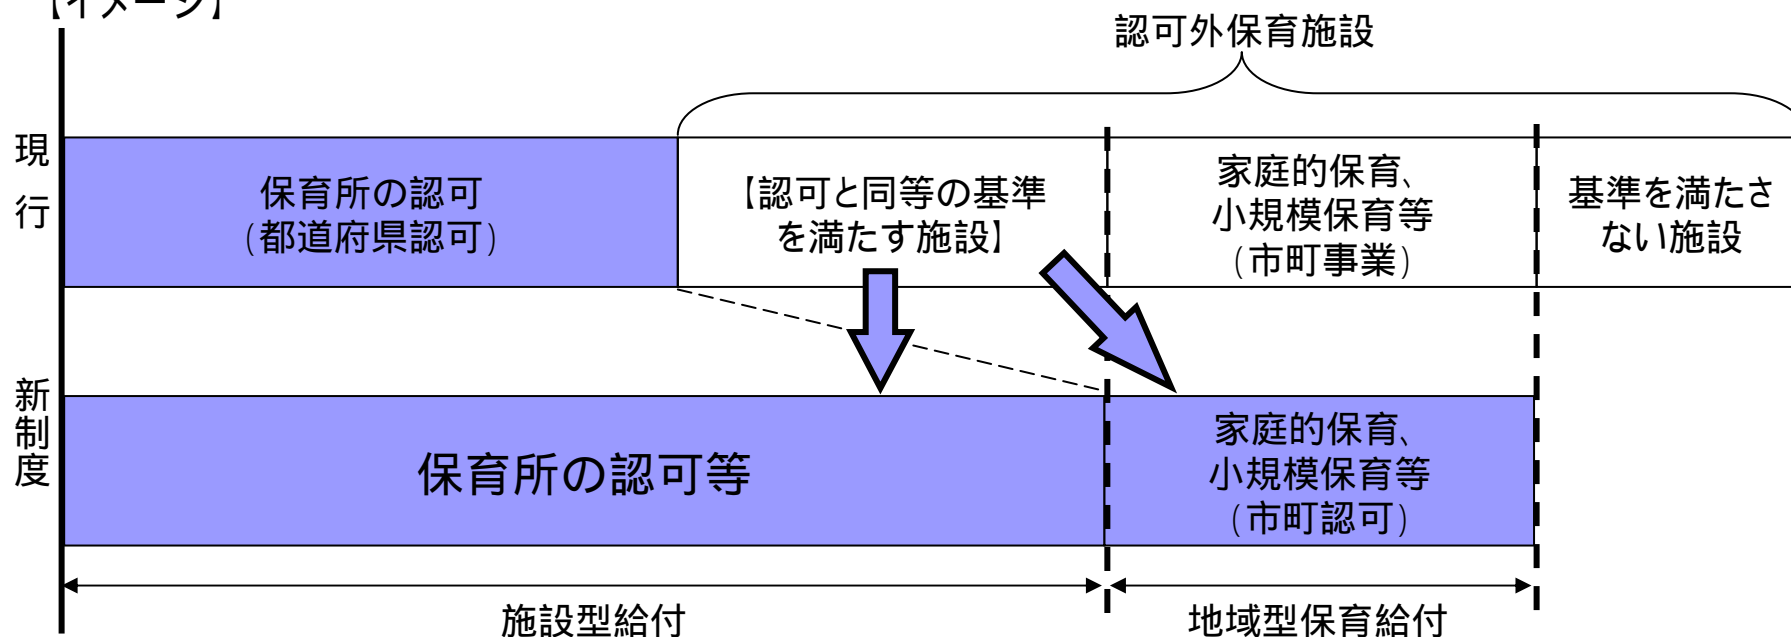 【イメージ】
認可外保育施設
現行
保育所の認可
(都道府県認可)
【認可と同等の基準
を満たす施設】
家庭的保育、
小規模保育等
(市町事業)
基準を満たさ
ない施設
新制度
保育所の認可等
家庭的保育、
小規模保育等
(市町認可)
施設型給付
地域型保育給付